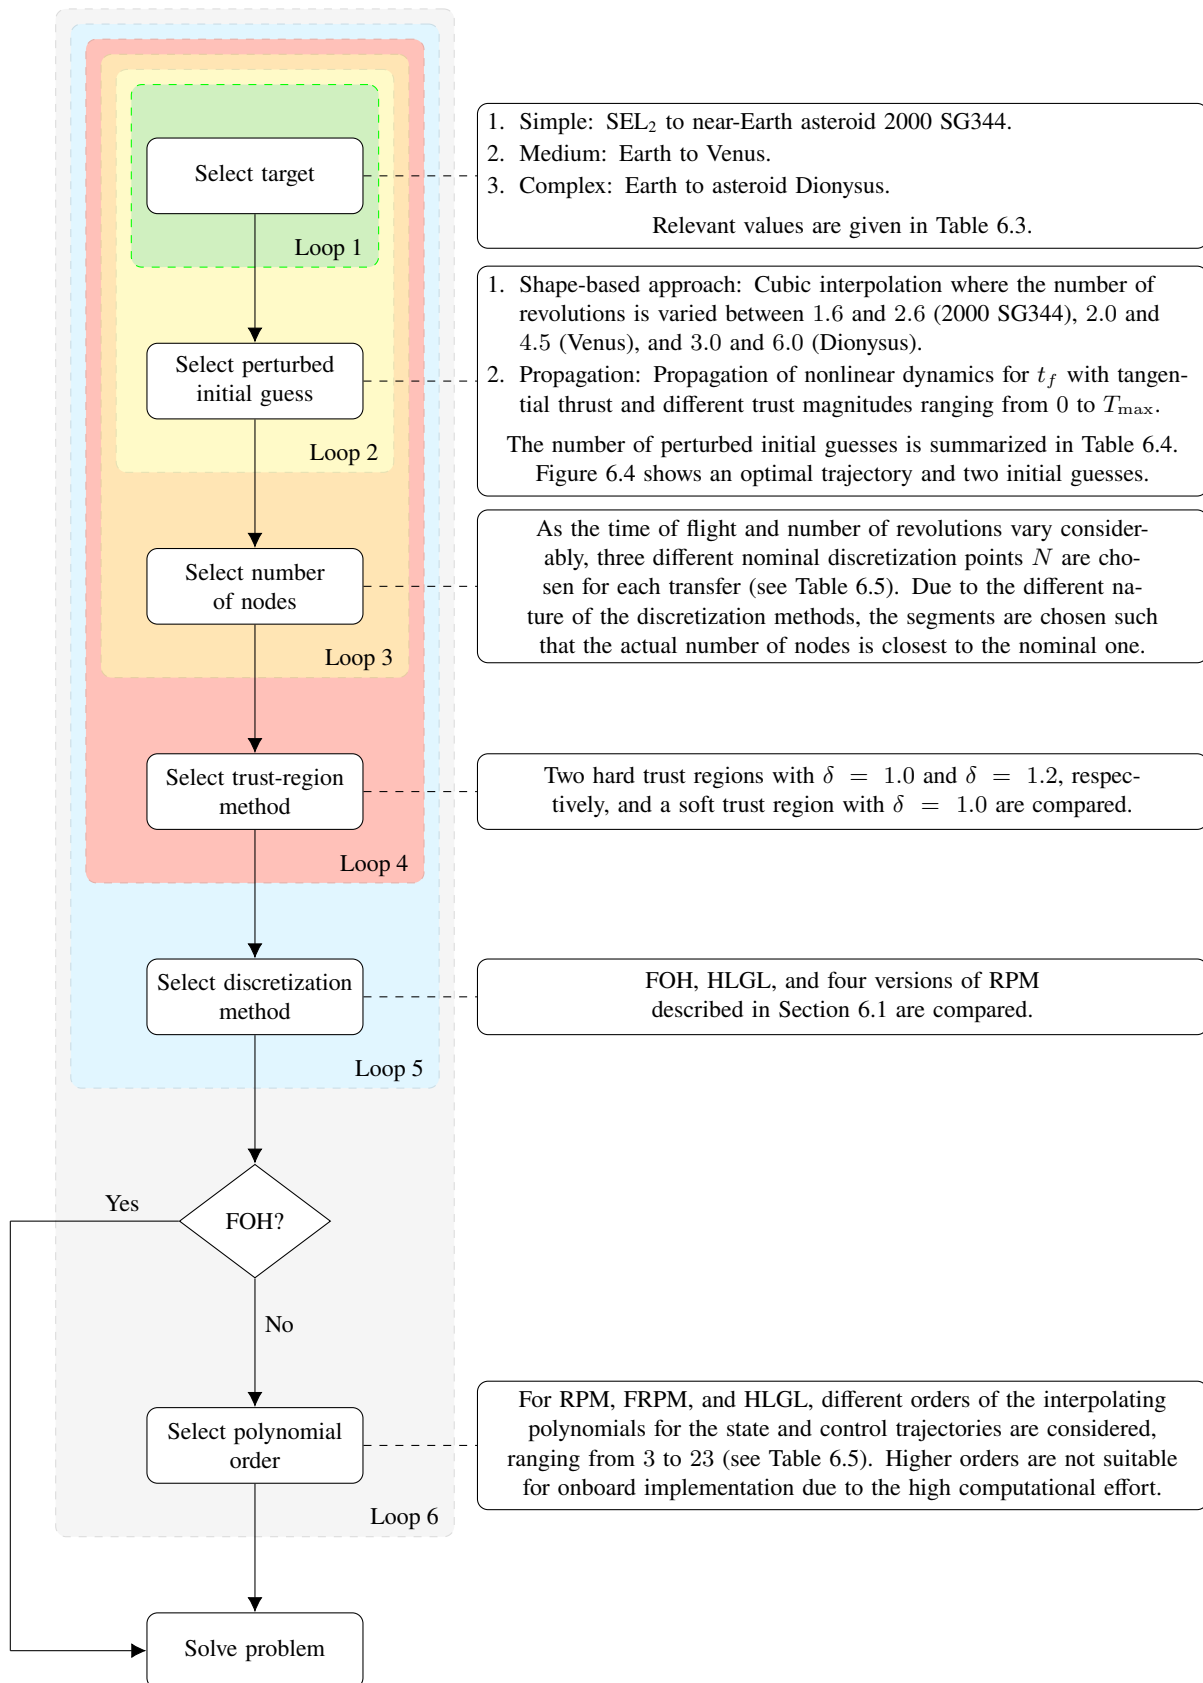 Select target
Loop 1
1. Simple: SEL₂ to near-Earth asteroid 2000 SG344.
2. Medium: Earth to Venus.
3. Complex: Earth to asteroid Dionysus.
Relevant values are given in Table 6.3.
Select perturbed
initial guess
Loop 2
1. Shape-based approach: Cubic interpolation where the number of
revolutions is varied between 1.6 and 2.6 (2000 SG344), 2.0 and
4.5 (Venus), and 3.0 and 6.0 (Dionysus).
2. Propagation: Propagation of nonlinear dynamics for t_f with tangen-
tial thrust and different trust magnitudes ranging from 0 to T_max.
The number of perturbed initial guesses is summarized in Table 6.4.
Figure 6.4 shows an optimal trajectory and two initial guesses.
Select number
of nodes
Loop 3
As the time of flight and number of revolutions vary consider-
ably, three different nominal discretization points N are cho-
sen for each transfer (see Table 6.5). Due to the different na-
ture of the discretization methods, the segments are chosen such
that the actual number of nodes is closest to the nominal one.
Select trust-region
method
Loop 4
Two hard trust regions with δ = 1.0 and δ = 1.2, respec-
tively, and a soft trust region with δ = 1.0 are compared.
Select discretization
method
Loop 5
FOH, HLGL, and four versions of RPM
described in Section 6.1 are compared.
Yes
FOH?
No
Select polynomial
order
Loop 6
For RPM, FRPM, and HLGL, different orders of the interpolating
polynomials for the state and control trajectories are considered,
ranging from 3 to 23 (see Table 6.5). Higher orders are not suitable
for onboard implementation due to the high computational effort.
Solve problem